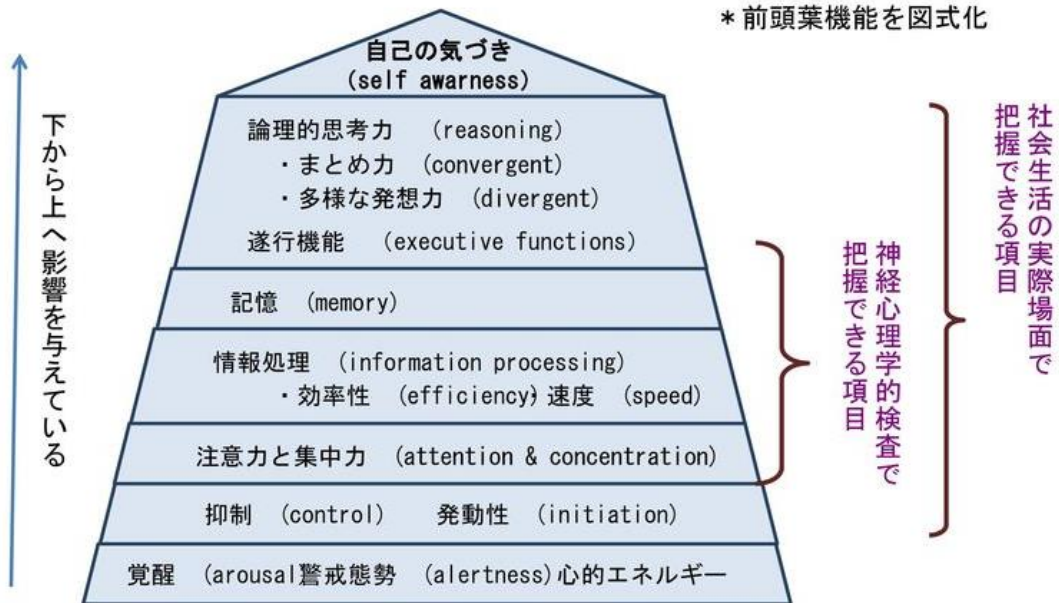 *前頭葉機能を図式化
自己の気づき
(self awarness)
論理的思考力 (reasoning)
・まとめ力 (convergent)
・多様な発想力 (divergent)
遂行機能 (executive functions)
記憶 (memory)
情報処理 (information processing)
・効率性 (efficiency)・速度 (speed)
注意力と集中力 (attention & concentration)
抑制 (control) 発動性 (initiation)
覚醒 (arousal警戒態勢 (alertness)心的エネルギー
下から上へ影響を与えている
神経心理学的検査で
把握できる項目
社会生活の実際場面で
把握できる項目